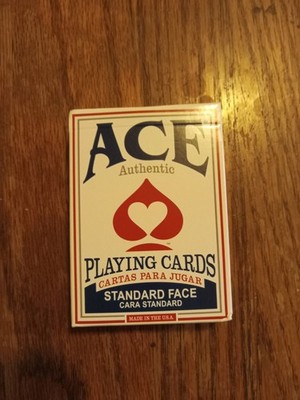 ACE
Authentic
PLAYING CARDS
CARTAS PARA JUGAR
STANDARD FACE
CARA STANDARD
MADE IN THE U.S.A.